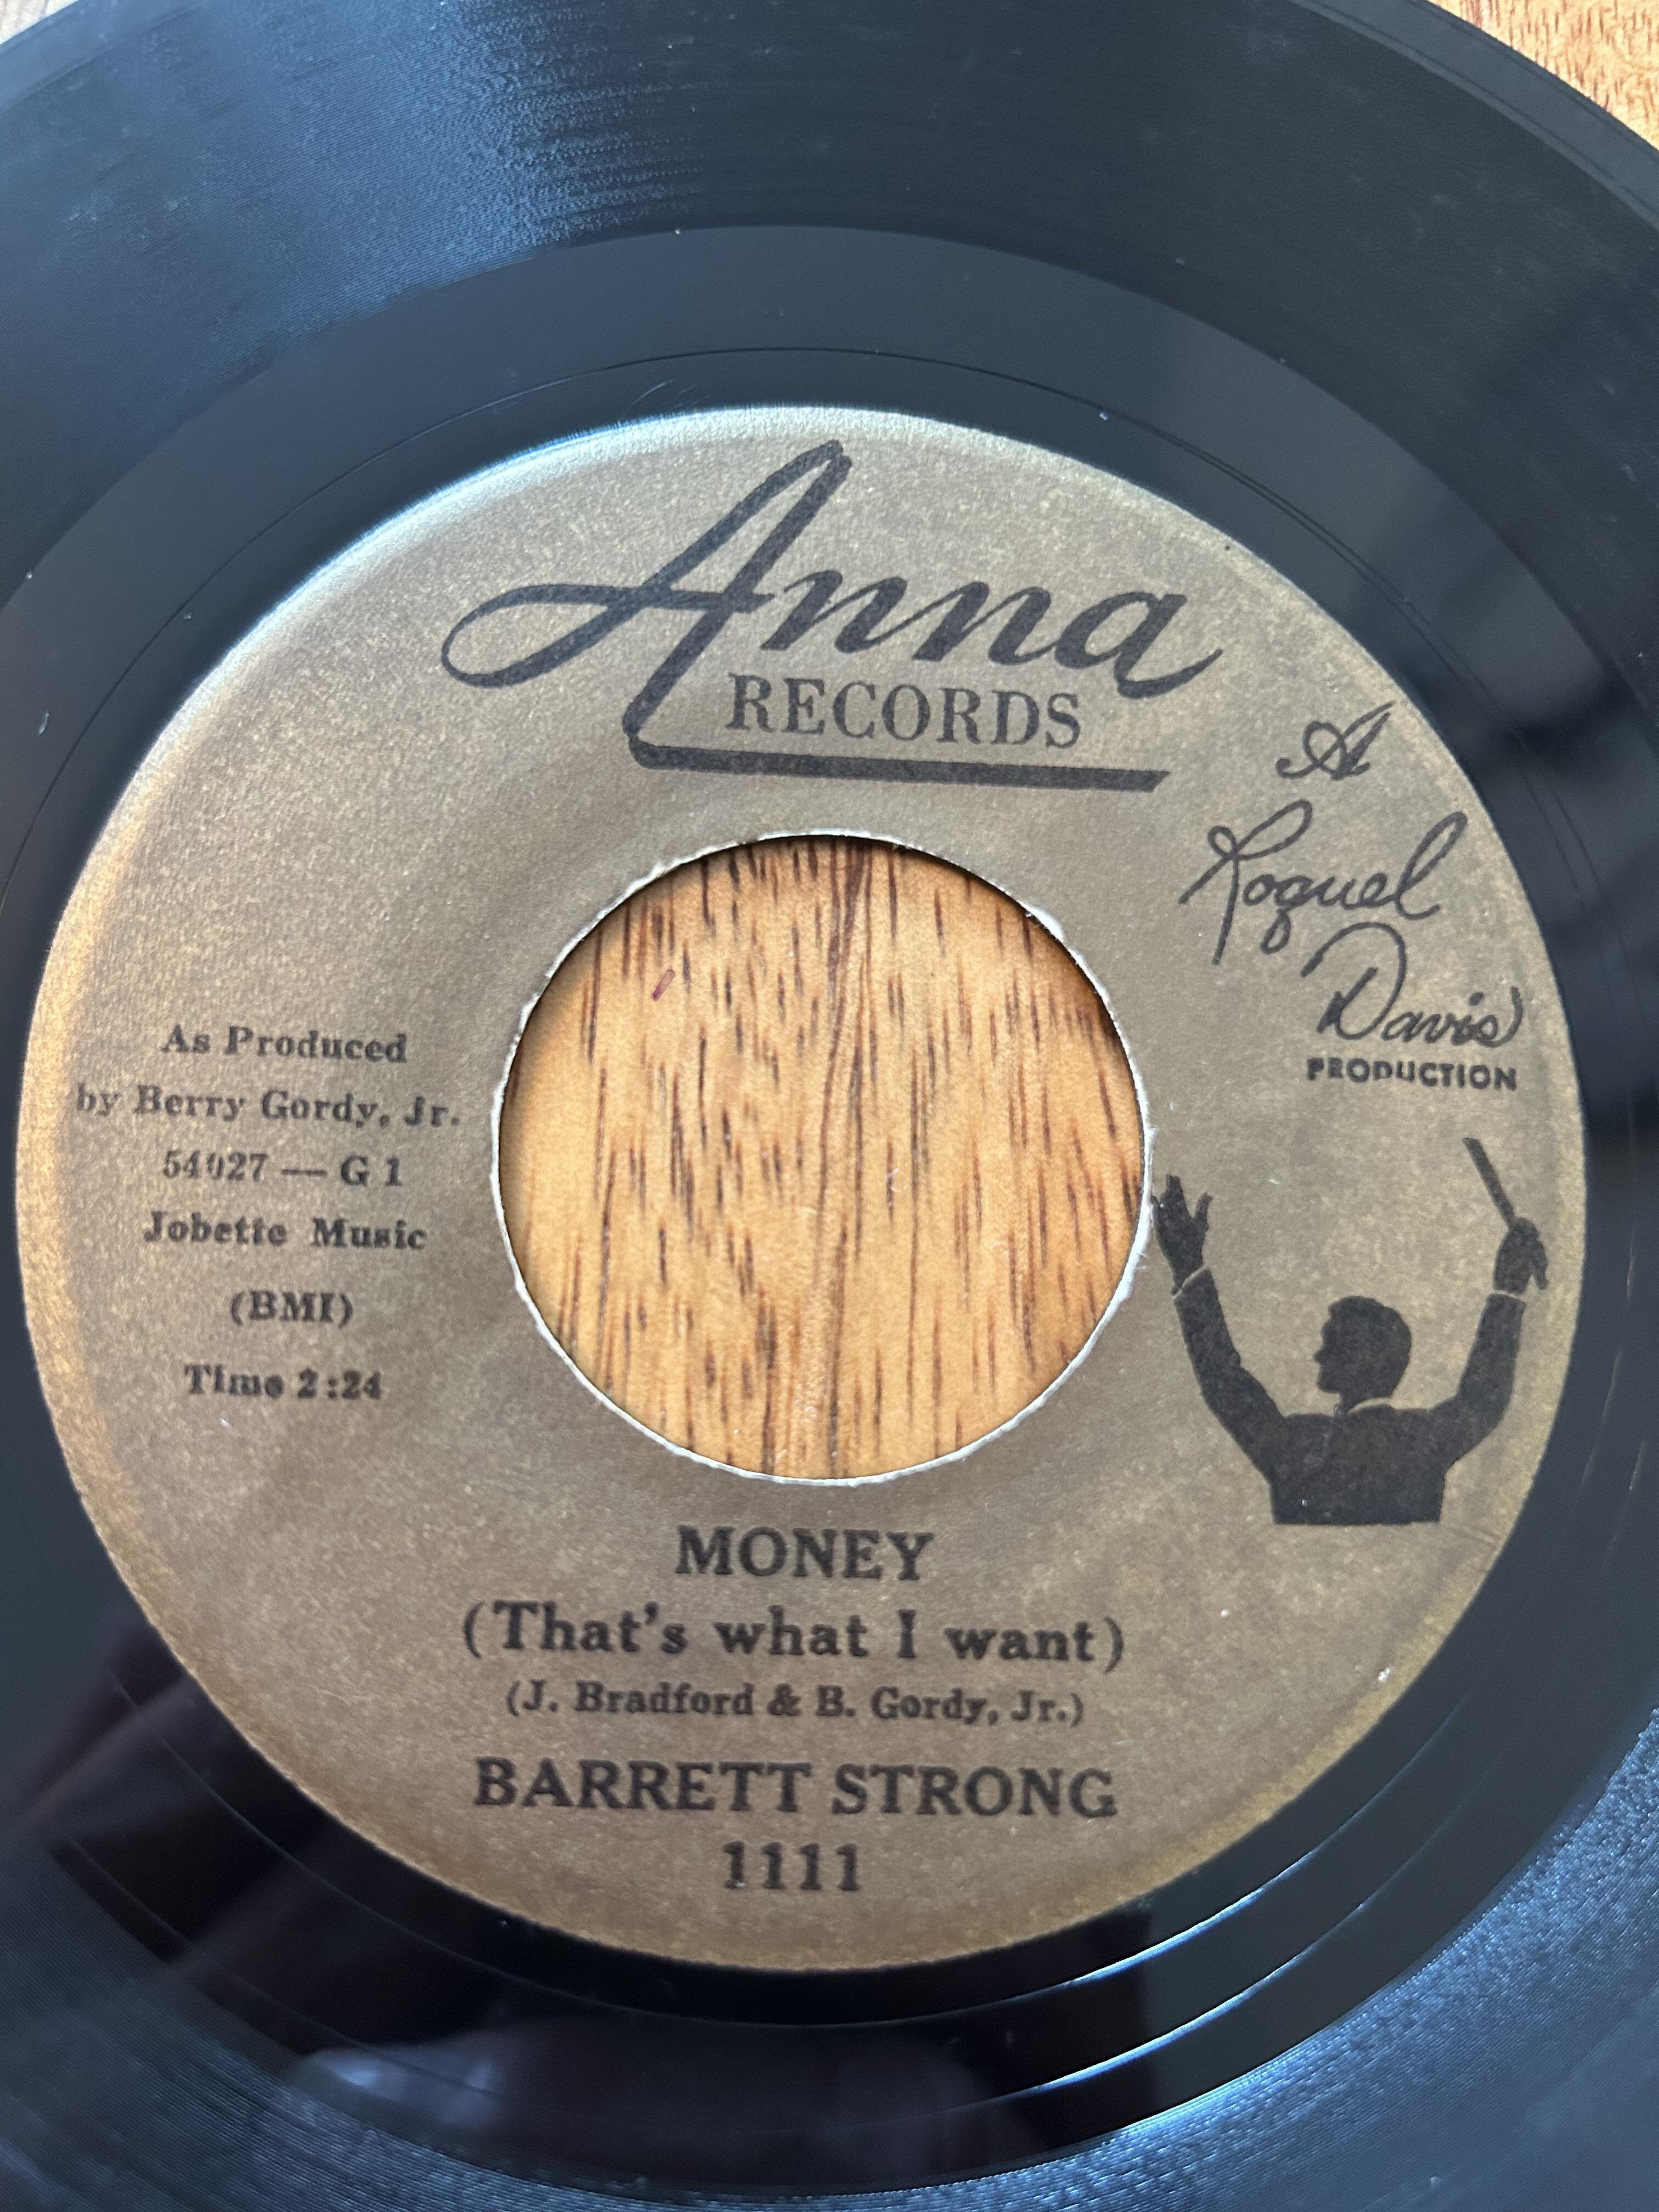 Anna
RECORDS
A
Roquel
Davis
PRODUCTION
As Produced
by Berry Gordy, Jr.
54027 — G 1
Jobette Music
(BMI)
Time 2:24
MONEY
(That's what I want)
(J. Bradford & B. Gordy, Jr.)
BARRETT STRONG
1111